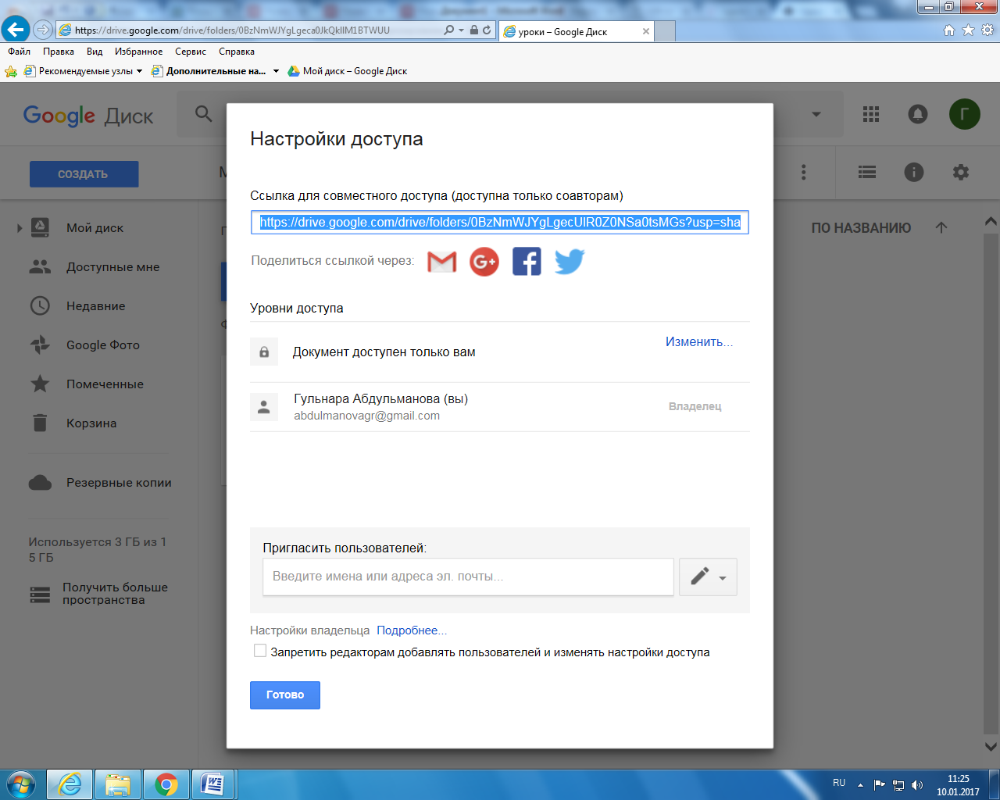 https://drive.google.com/drive/folders/0BzNmWJYgLgeca0JkQkllM1BTWUU
уроки – Google Диск
Файл Правка Вид Избранное Сервис Справка
Рекомендуемые узлы Дополнительные на... Мой диск – Google Диск
Google Диск
Г
СОЗДАТЬ
Мой диск
Доступные мне
Недавние
Google Фото
Помеченные
Корзина
Резервные копии
Используется 3 ГБ из 1
5 ГБ
Получить больше
пространства
ПО НАЗВАНИЮ
Настройки доступа
Ссылка для совместного доступа (доступна только соавторам)
https://drive.google.com/drive/folders/0BzNmWJYgLgecUlR0Z0NSa0tsMGs?usp=sha
Поделиться ссылкой через:
Уровни доступа
Документ доступен только вам
Изменить...
Гульнара Абдульманова (вы)
abdulmanovagr@gmail.com
Владелец
Пригласить пользователей:
Введите имена или адреса эл. почты...
Настройки владельца Подробнее...
Запретить редакторам добавлять пользователей и изменять настройки доступа
Готово
RU
11:25
10.01.2017